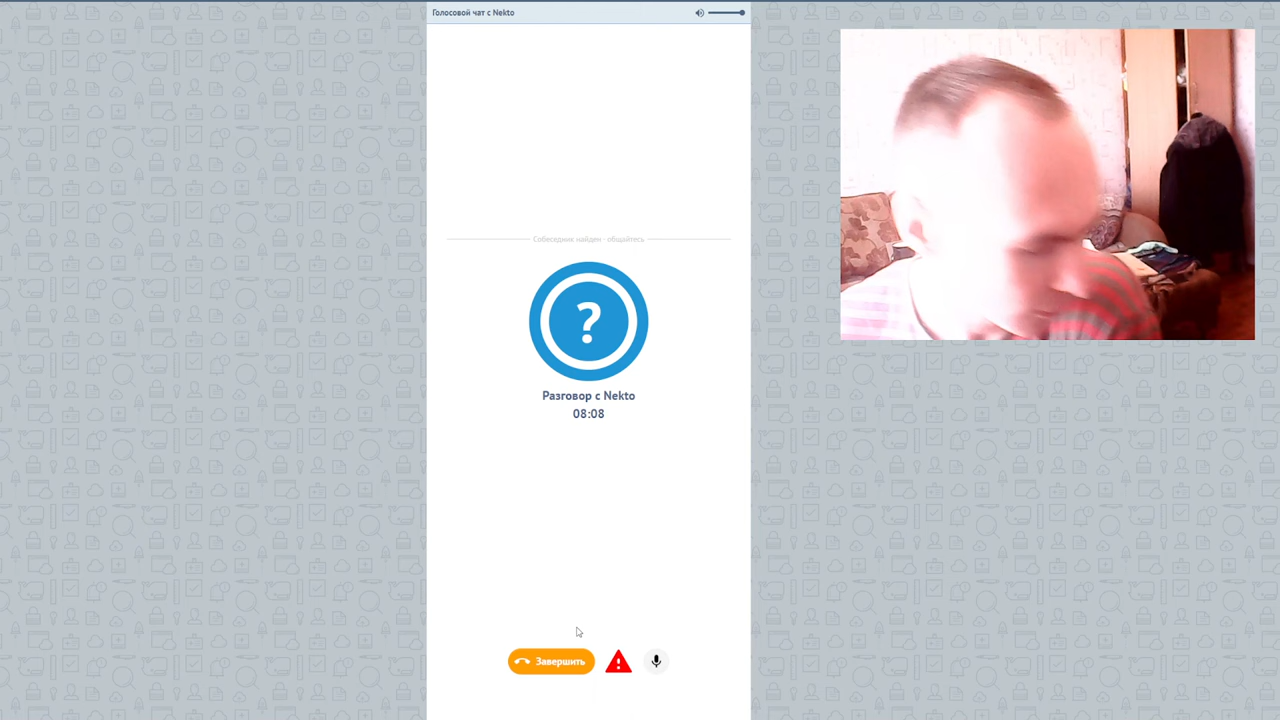 Голосовой чат с Nekto
Собеседник найден - общайтесь
?
Разговор с Nekto
08:08
Завершить